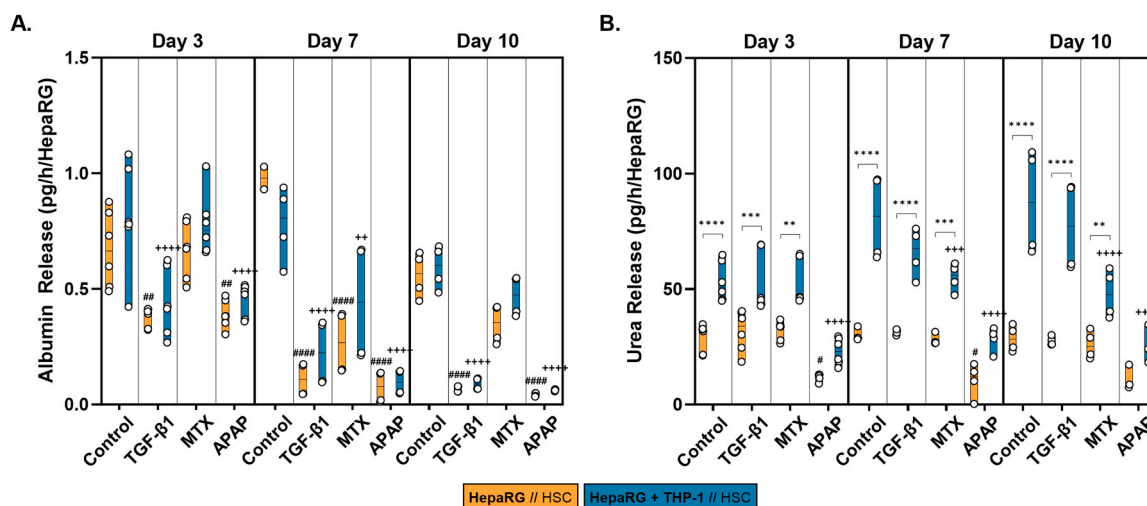 A.
Day 3 Day 7 Day 10
Albumin Release (pg/h/HepaRG)
1.5
1.0
0.5
0.0
## ++++ ## ++++
#### ++++ #### ++ #### ++++
#### ++++ #### ++++
Control TGF-β1 MTX APAP Control TGF-β1 MTX APAP Control TGF-β1 MTX APAP
B.
Day 3 Day 7 Day 10
Urea Release (pg/h/HepaRG)
150
100
50
0
**** *** ** # ++++
**** **** *** +++ # ++++
**** **** ** ++++ ++
Control TGF-β1 MTX APAP Control TGF-β1 MTX APAP Control TGF-β1 MTX APAP
HepaRG // HSC HepaRG + THP-1 // HSC